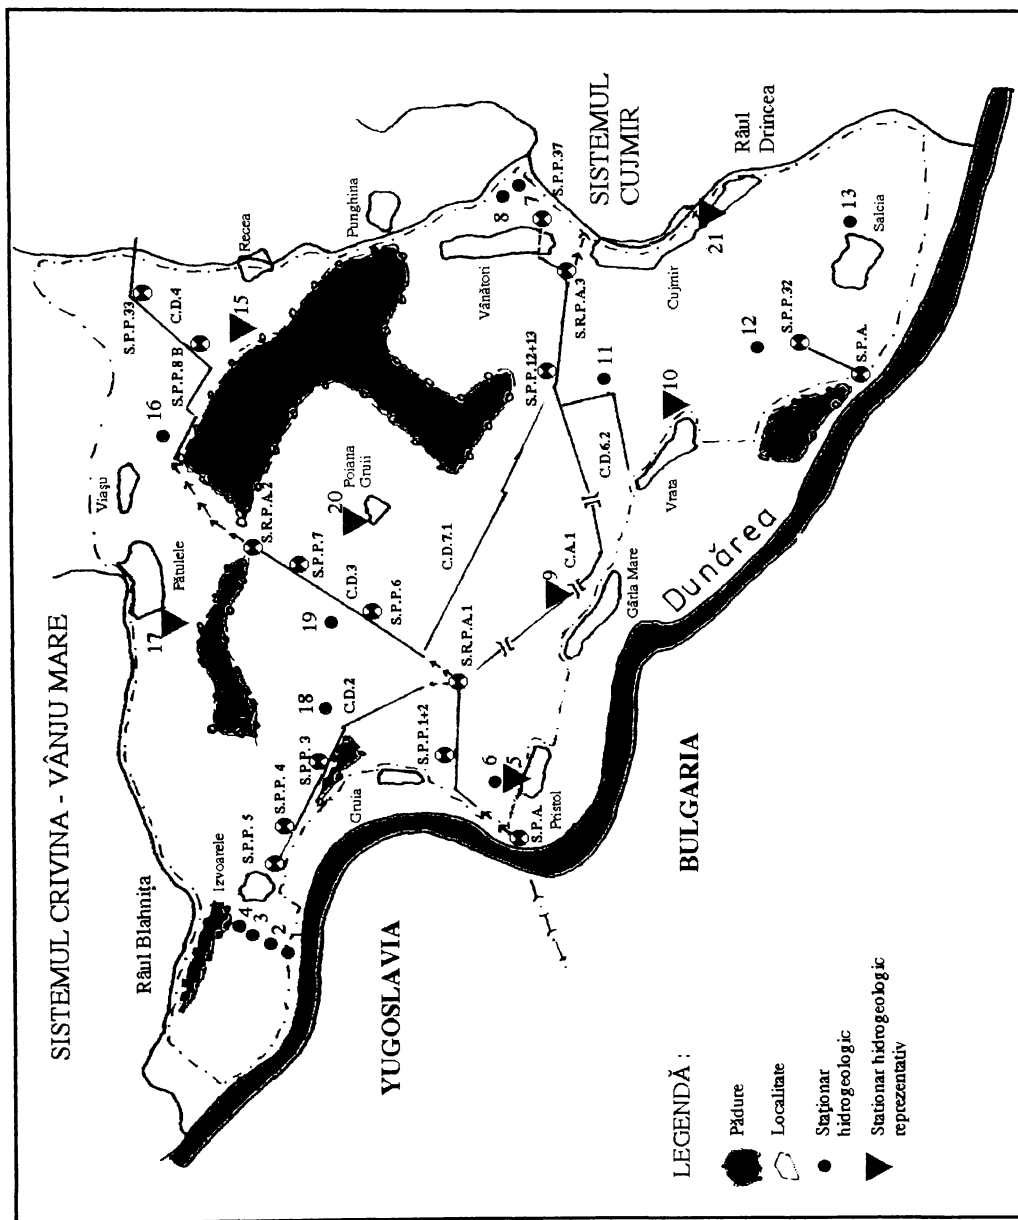 SISTEMUL CRIVINA - VÂNJU MARE
Râul Blahnița
Izvoarele
4
3
2
S.P.P. 5
S.P.P. 4
S.P.P. 3
18
C.D.2
Gruia
17
Pătulele
Viașu
16
S.P.P.33
C.D.4
S.P.P.8 B
15
Recea
Punghina
S.R.P.A.2
S.P.P.7
C.D.3
S.P.P.6
19
20
Poiana
Gruii
C.D.7.1
S.R.P.A.1
S.P.P.1+2
6
5
S.P.A.
Pristol
9
C.A.1
Gârla Mare
C.D.6.2
Vrata
10
11
S.P.P.12+13
S.R.P.A.3
Vânători
8
7
S.P.P.37
SISTEMUL
CUJMIR
Cujmir
21
Râul
Drincea
12
S.P.P.32
S.P.A.
13
Salcia
Dunărea
YUGOSLAVIA
BULGARIA
LEGENDĂ :
Pădure
Localitate
Staționar
hidrogeologic
Stationar hidrogeologic
reprezentativ